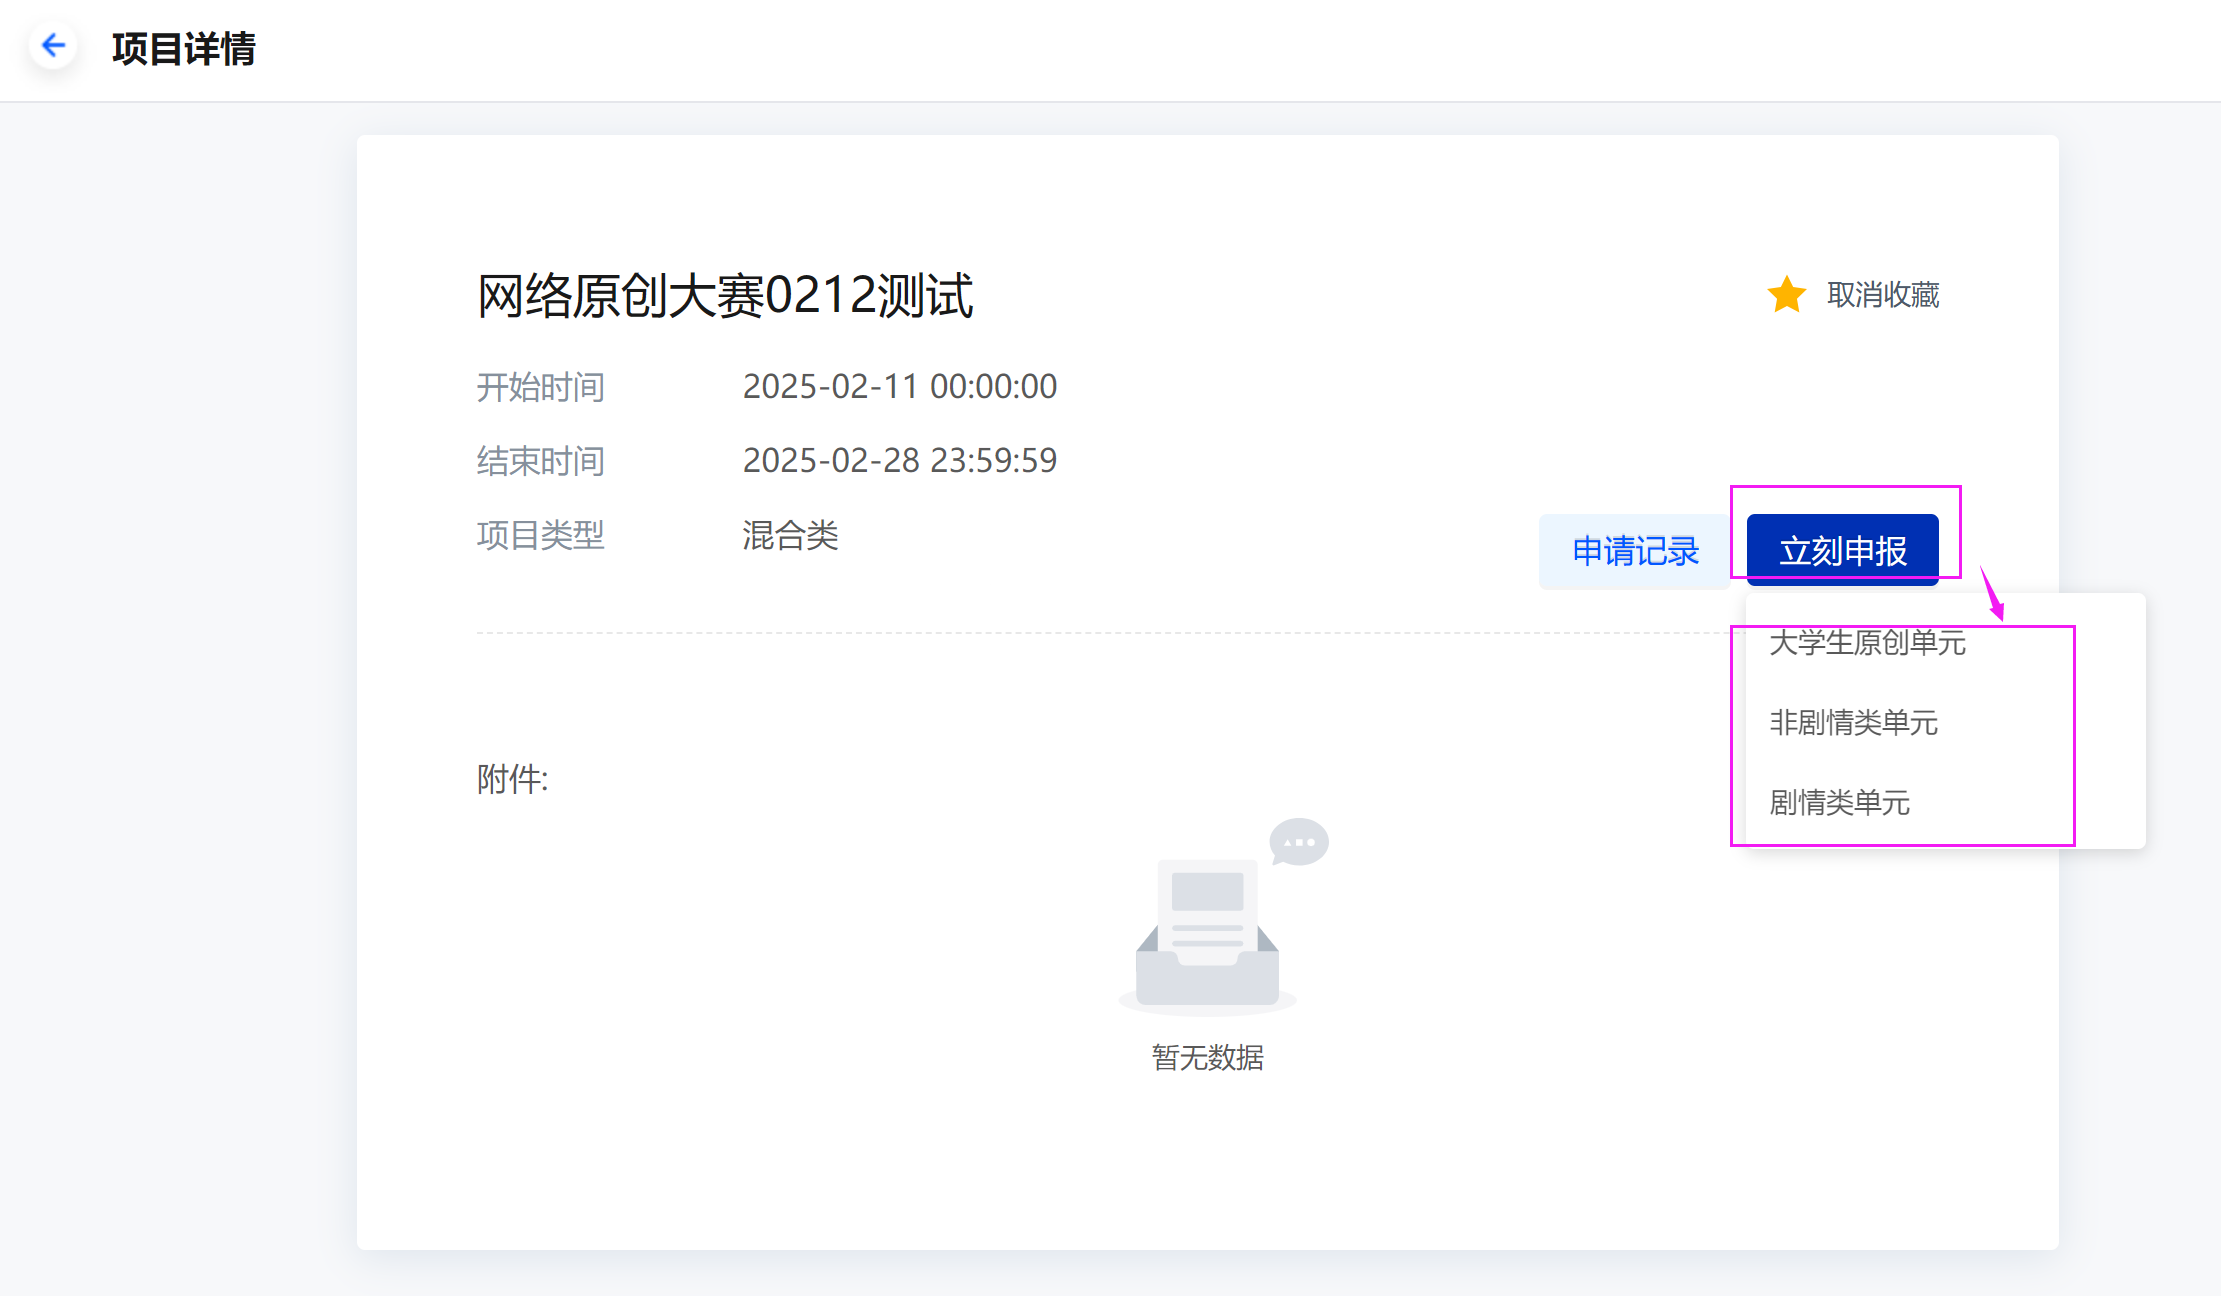 项目详情
网络原创大赛0212测试
取消收藏
开始时间 2025-02-11 00:00:00
结束时间 2025-02-28 23:59:59
项目类型 混合类
申请记录 立刻申报
大学生原创单元
非剧情类单元
剧情类单元
附件:
暂无数据